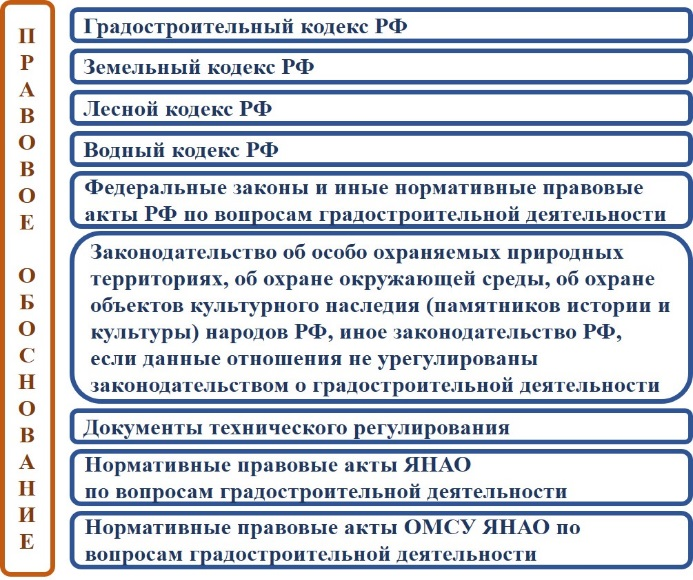 ПРАВОВОЕ ОБОСНОВАНИЕ
Градостроительный кодекс РФ
Земельный кодекс РФ
Лесной кодекс РФ
Водный кодекс РФ
Федеральные законы и иные нормативные правовые
акты РФ по вопросам градостроительной деятельности
Законодательство об особо охраняемых природных
территориях, об охране окружающей среды, об охране
объектов культурного наследия (памятников истории и
культуры) народов РФ, иное законодательство РФ,
если данные отношения не урегулированы
законодательством о градостроительной деятельности
Документы технического регулирования
Нормативные правовые акты ЯНАО
по вопросам градостроительной деятельности
Нормативные правовые акты ОМСУ ЯНАО по
вопросам градостроительной деятельности